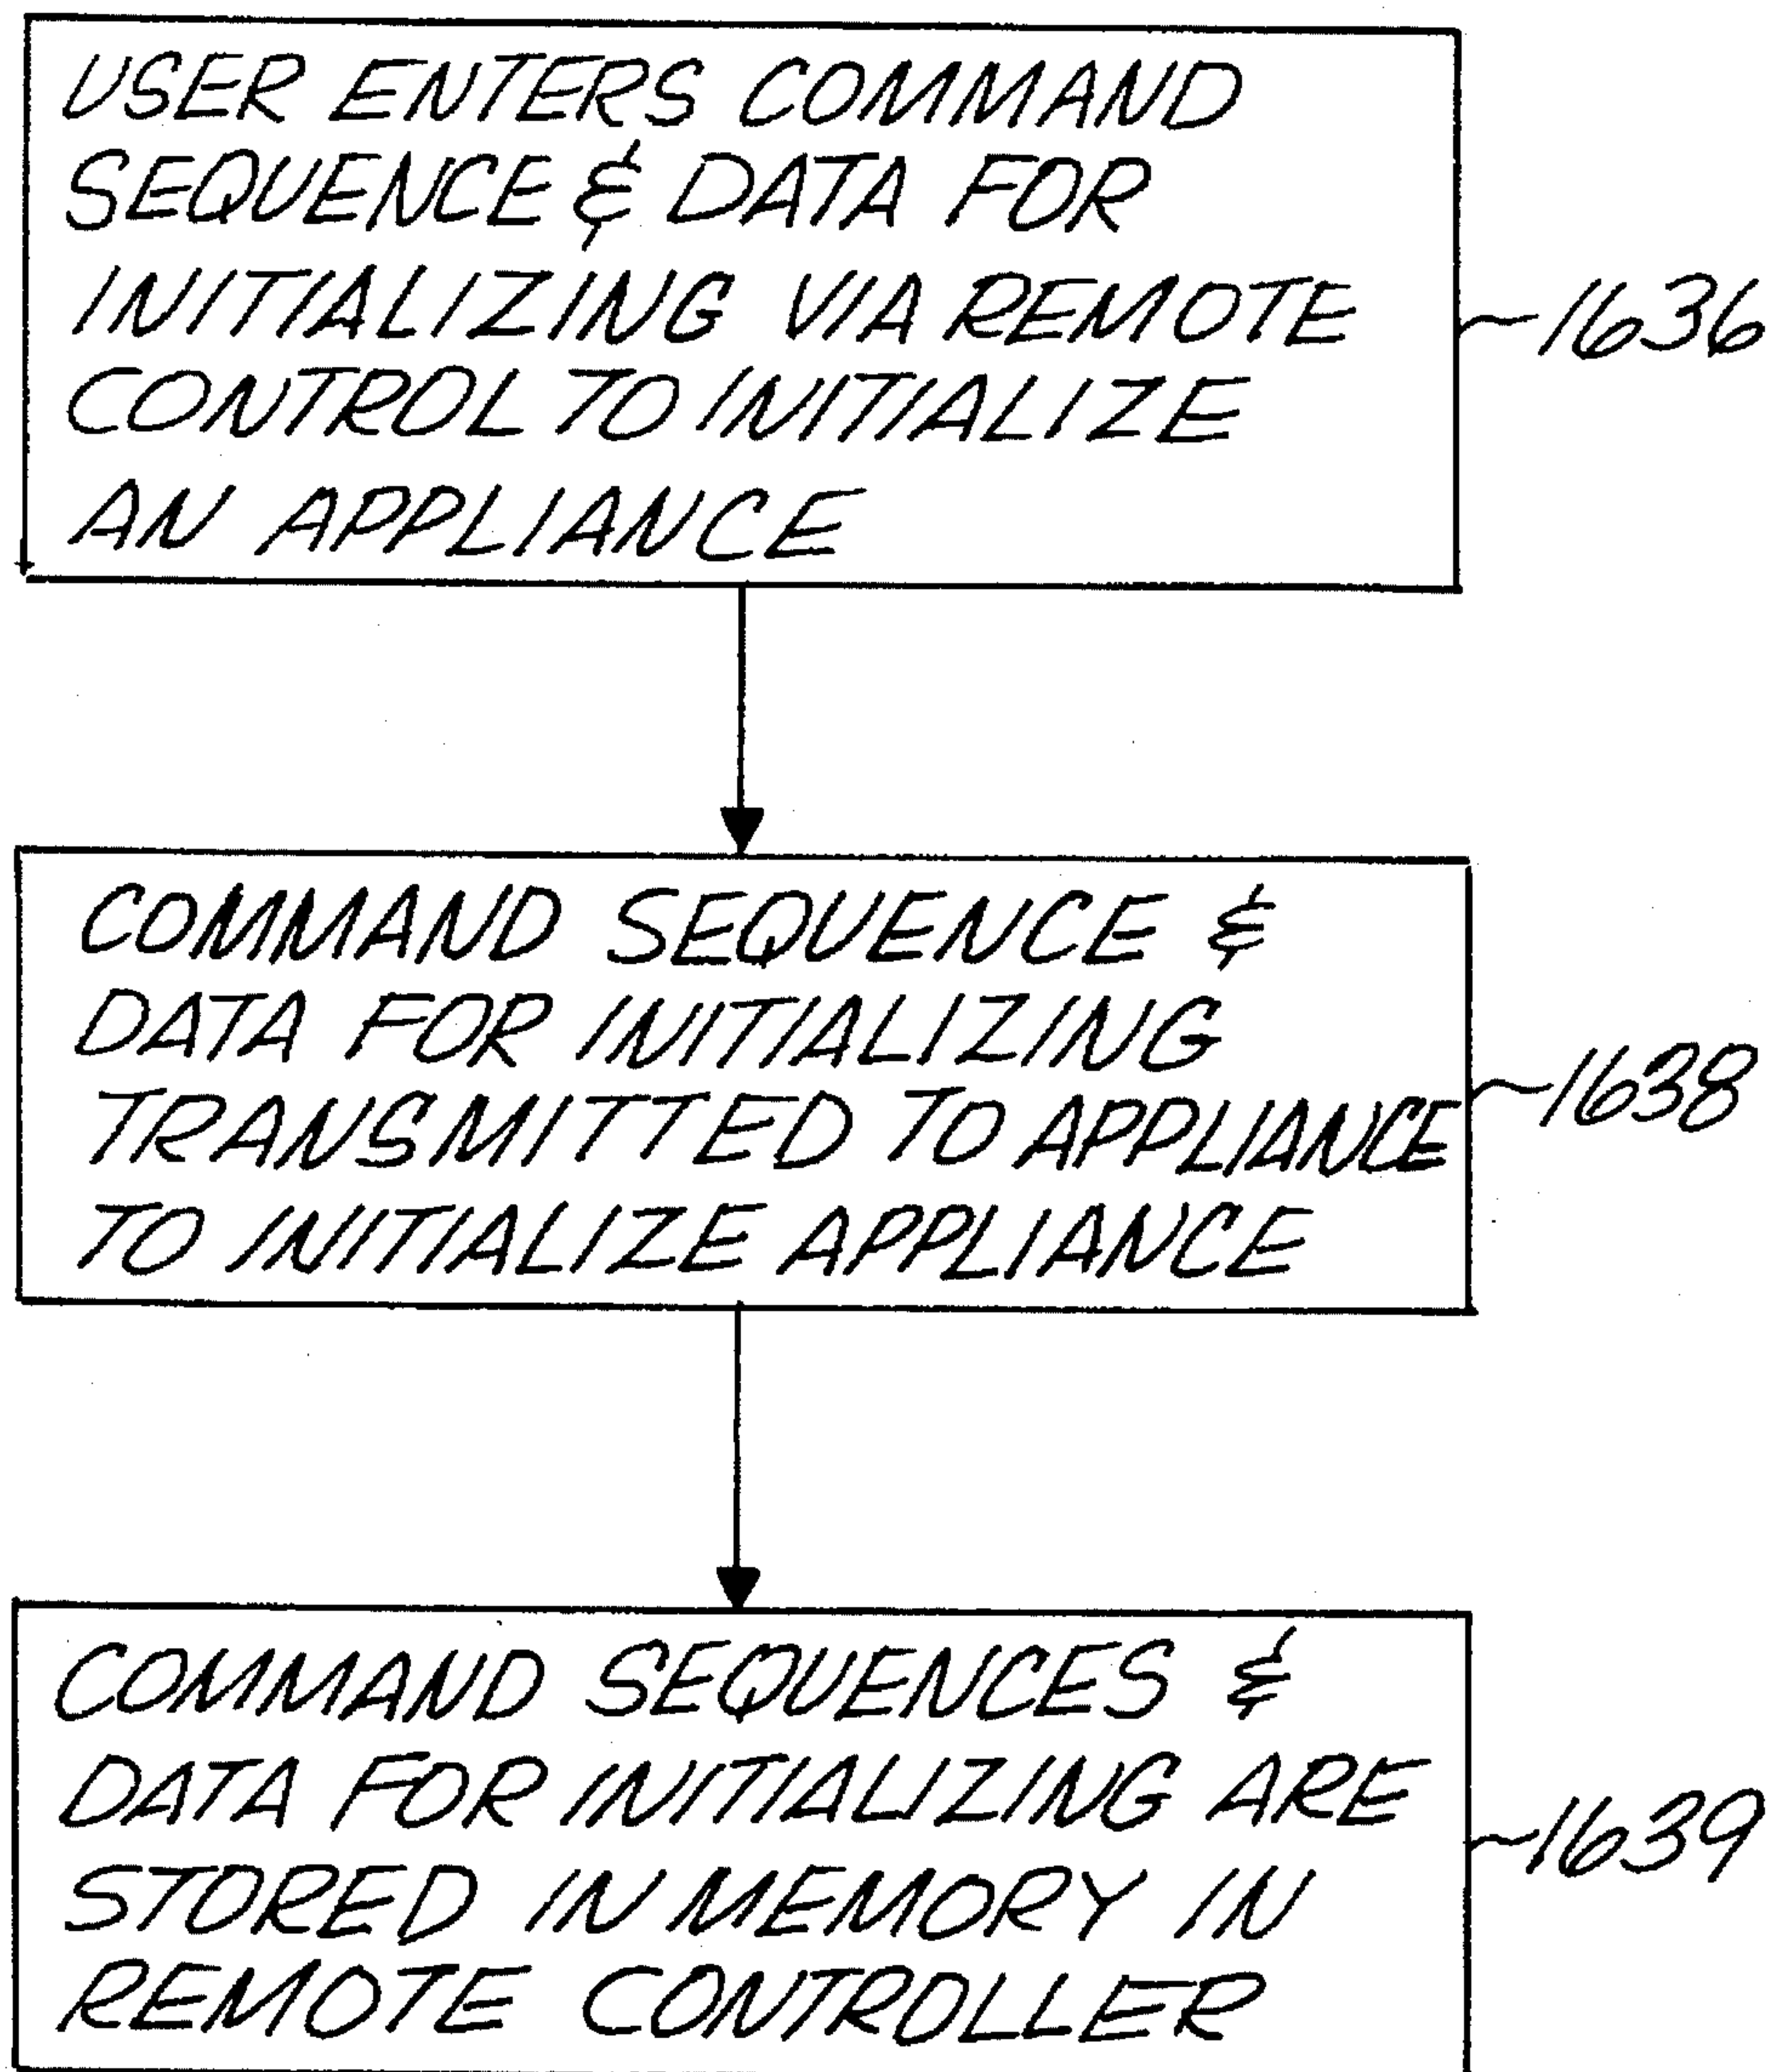 USER ENTERS COMMAND
SEQUENCE & DATA FOR
INITIALIZING VIA REMOTE
CONTROL TO INITIALIZE
AN APPLIANCE
1636
COMMAND SEQUENCE &
DATA FOR INITIALIZING
TRANSMITTED TO APPLIANCE
TO INITIALIZE APPLIANCE
1638
COMMAND SEQUENCES &
DATA FOR INITIALIZING ARE
STORED IN MEMORY IN
REMOTE CONTROLLER
1639